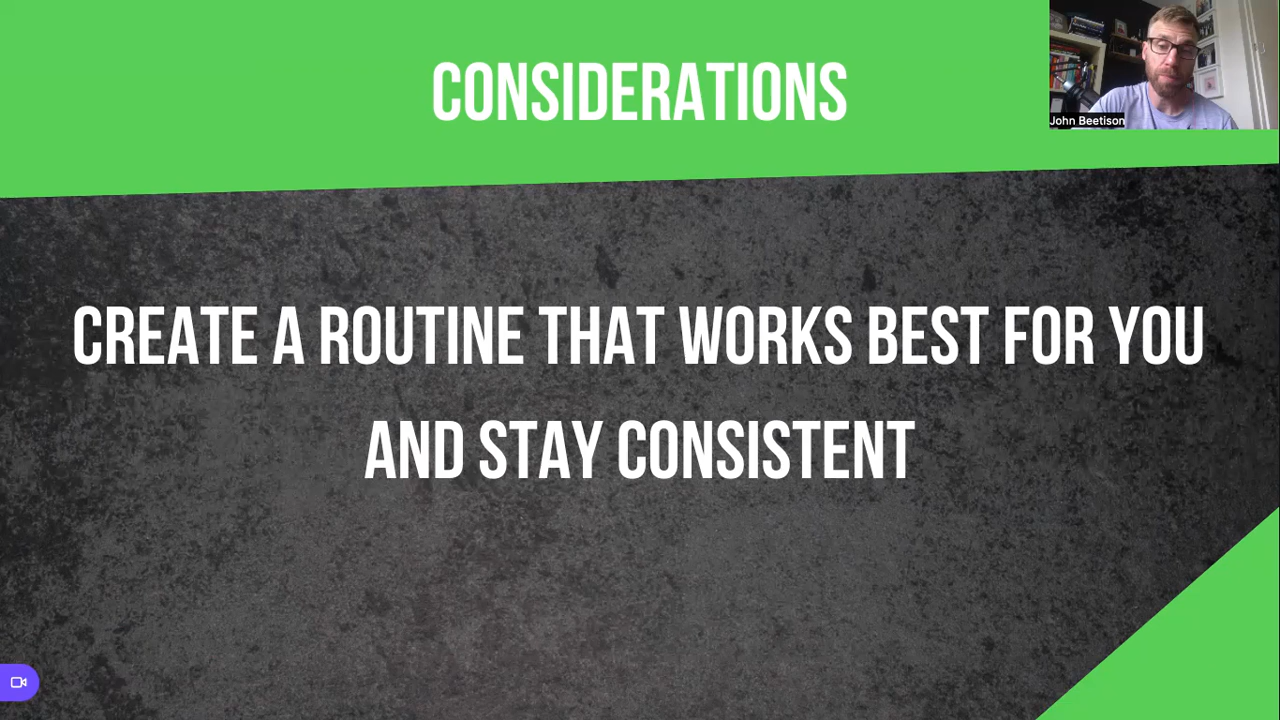 CONSIDERATIONS
John Beetison
CREATE A ROUTINE THAT WORKS BEST FOR YOU
AND STAY CONSISTENT